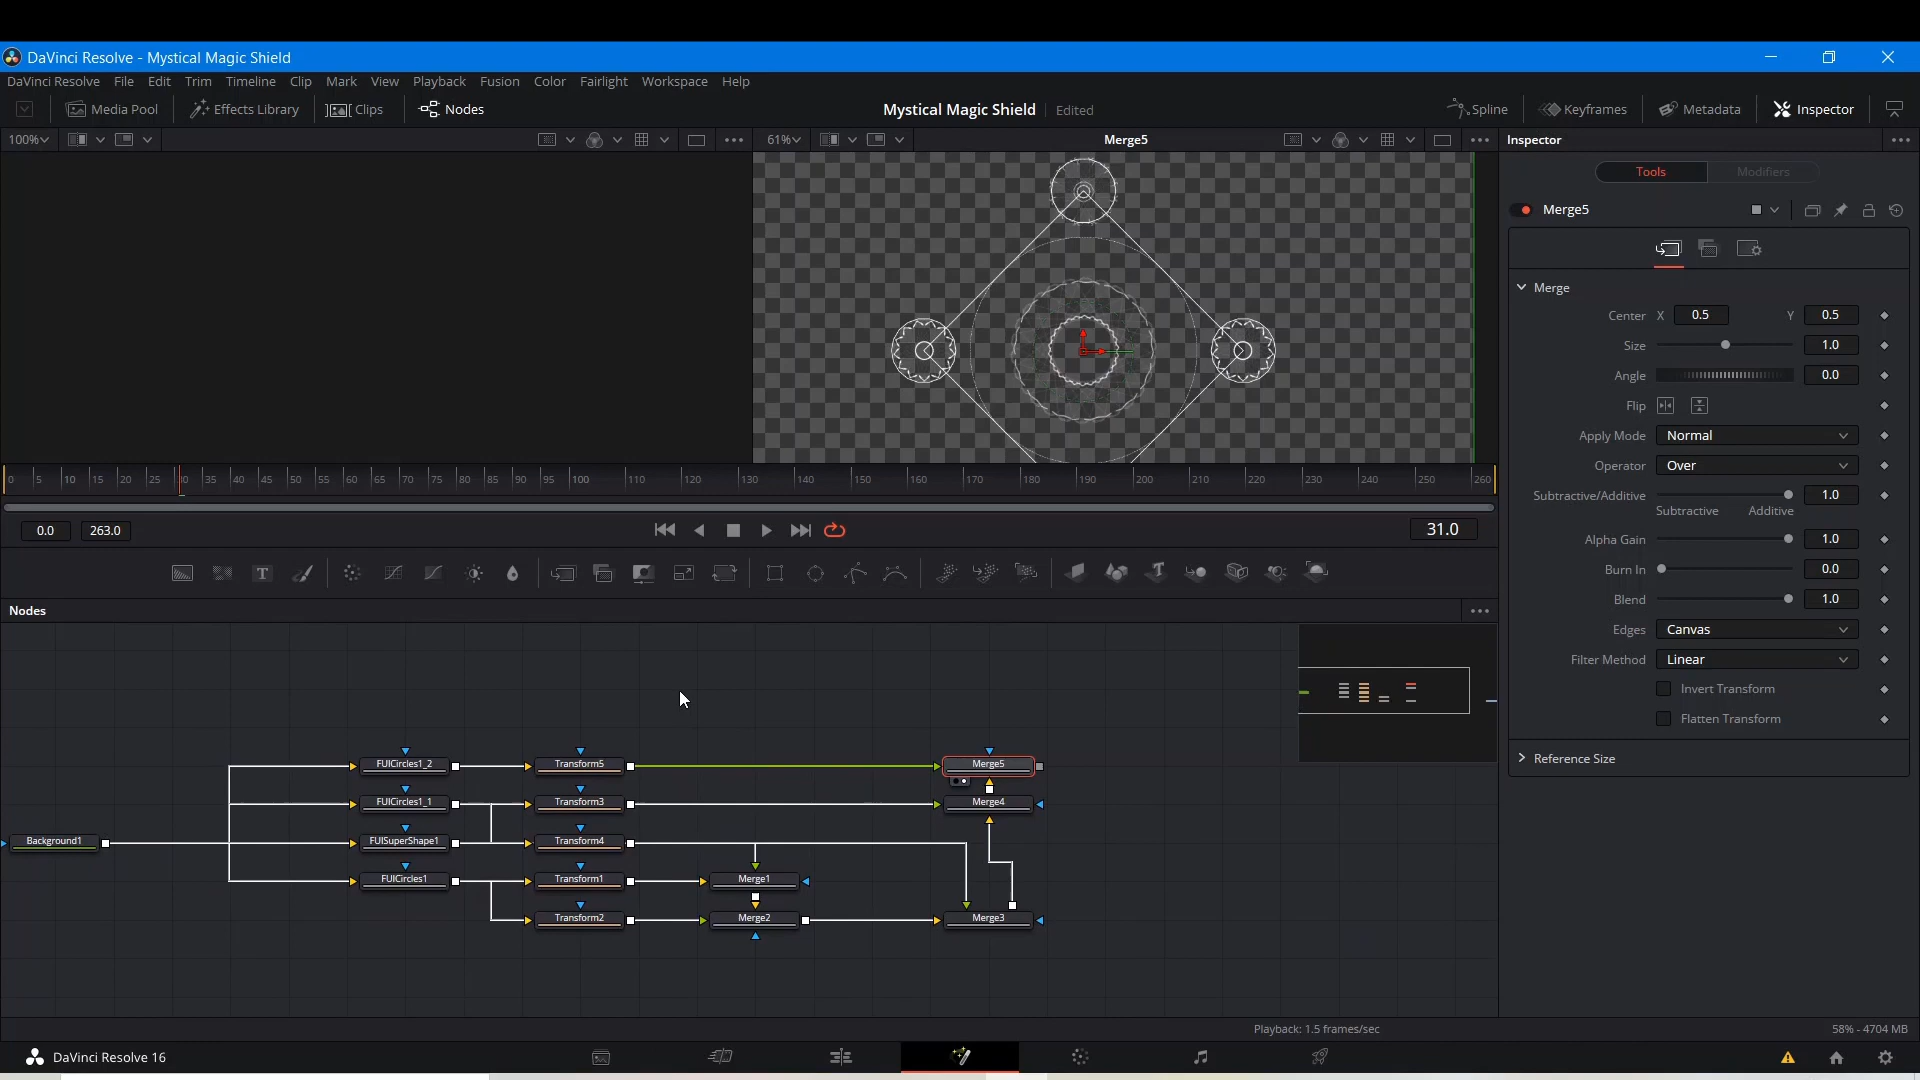 DaVinci Resolve - Mystical Magic Shield
DaVinci Resolve File Edit Trim Timeline Clip Mark View Playback Fusion Color Fairlight Workspace Help
Media Pool Effects Library Clips Nodes Mystical Magic Shield Edited Spline Keyframes Metadata Inspector
100% 61% Merge5 Inspector
Tools Modifiers
Merge5
Merge
Center X 0.5 Y 0.5
Size 1.0
Angle 0.0
Flip
Apply Mode Normal
Operator Over
Subtractive/Additive 1.0
Subtractive Additive
Alpha Gain 1.0
Burn In 0.0
Blend 1.0
Edges Canvas
Filter Method Linear
Invert Transform
Flatten Transform
Reference Size
0 5 10 15 20 25 30 35 40 45 50 55 60 65 70 75 80 85 90 95 100 110 120 130 140 150 160 170 180 190 200 210 220 230 240 250 260
0.0 263.0 31.0
Nodes
FUICircles1_2 Transform5 Merge5
FUICircles1_1 Transform3 Merge4
Background1 FUISuperShape1 Transform4
FUICircles1 Transform1 Merge1
Transform2 Merge2 Merge3
Playback: 1.5 frames/sec 58% - 4704 MB
DaVinci Resolve 16